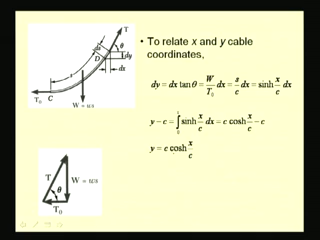 • To relate x and y cable
coordinates,
dy = dx tan θ = W/T₀ dx = s/c dx = sinh x/c dx
y − c = ∫₀ˣ sinh x/c dx = c cosh x/c − c
y = c cosh x/c
T
θ
ds
D
dy
dx
s
T₀ C
W = ws
T
W = ws
θ
T₀